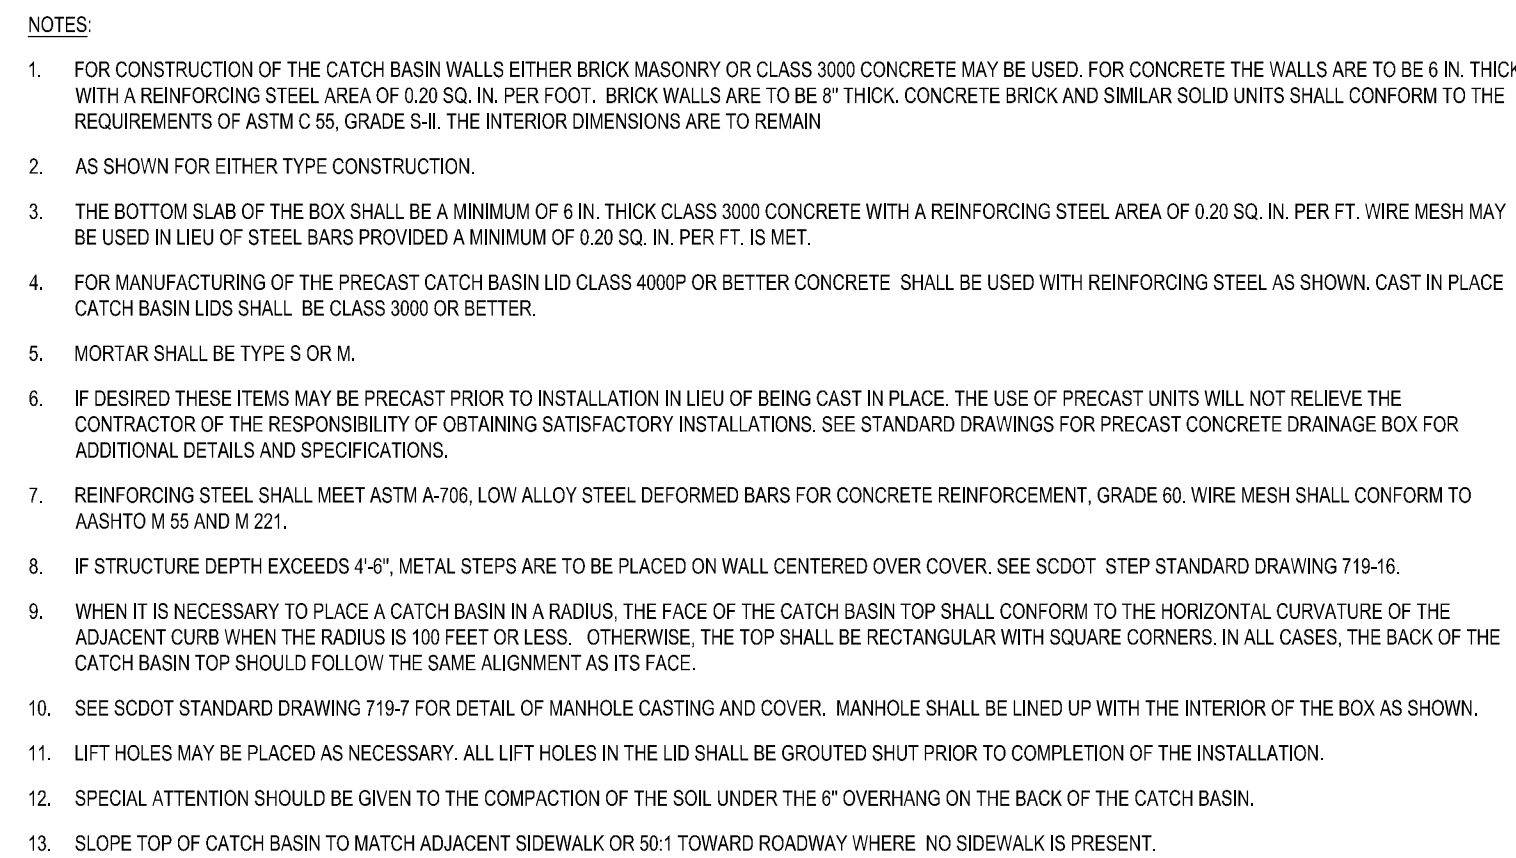 NOTES:
1. FOR CONSTRUCTION OF THE CATCH BASIN WALLS EITHER BRICK MASONRY OR CLASS 3000 CONCRETE MAY BE USED. FOR CONCRETE THE WALLS ARE TO BE 6 IN. THICK
WITH A REINFORCING STEEL AREA OF 0.20 SQ. IN. PER FOOT. BRICK WALLS ARE TO BE 8" THICK. CONCRETE BRICK AND SIMILAR SOLID UNITS SHALL CONFORM TO THE
REQUIREMENTS OF ASTM C 55, GRADE S-II. THE INTERIOR DIMENSIONS ARE TO REMAIN
2. AS SHOWN FOR EITHER TYPE CONSTRUCTION.
3. THE BOTTOM SLAB OF THE BOX SHALL BE A MINIMUM OF 6 IN. THICK CLASS 3000 CONCRETE WITH A REINFORCING STEEL AREA OF 0.20 SQ. IN. PER FT. WIRE MESH MAY
BE USED IN LIEU OF STEEL BARS PROVIDED A MINIMUM OF 0.20 SQ. IN. PER FT. IS MET.
4. FOR MANUFACTURING OF THE PRECAST CATCH BASIN LID CLASS 4000P OR BETTER CONCRETE SHALL BE USED WITH REINFORCING STEEL AS SHOWN. CAST IN PLACE
CATCH BASIN LIDS SHALL BE CLASS 3000 OR BETTER.
5. MORTAR SHALL BE TYPE S OR M.
6. IF DESIRED THESE ITEMS MAY BE PRECAST PRIOR TO INSTALLATION IN LIEU OF BEING CAST IN PLACE. THE USE OF PRECAST UNITS WILL NOT RELIEVE THE
CONTRACTOR OF THE RESPONSIBILITY OF OBTAINING SATISFACTORY INSTALLATIONS. SEE STANDARD DRAWINGS FOR PRECAST CONCRETE DRAINAGE BOX FOR
ADDITIONAL DETAILS AND SPECIFICATIONS.
7. REINFORCING STEEL SHALL MEET ASTM A-706, LOW ALLOY STEEL DEFORMED BARS FOR CONCRETE REINFORCEMENT, GRADE 60. WIRE MESH SHALL CONFORM TO
AASHTO M 55 AND M 221.
8. IF STRUCTURE DEPTH EXCEEDS 4'-6", METAL STEPS ARE TO BE PLACED ON WALL CENTERED OVER COVER. SEE SCDOT STEP STANDARD DRAWING 719-16.
9. WHEN IT IS NECESSARY TO PLACE A CATCH BASIN IN A RADIUS, THE FACE OF THE CATCH BASIN TOP SHALL CONFORM TO THE HORIZONTAL CURVATURE OF THE
ADJACENT CURB WHEN THE RADIUS IS 100 FEET OR LESS. OTHERWISE, THE TOP SHALL BE RECTANGULAR WITH SQUARE CORNERS. IN ALL CASES, THE BACK OF THE
CATCH BASIN TOP SHOULD FOLLOW THE SAME ALIGNMENT AS ITS FACE.
10. SEE SCDOT STANDARD DRAWING 719-7 FOR DETAIL OF MANHOLE CASTING AND COVER. MANHOLE SHALL BE LINED UP WITH THE INTERIOR OF THE BOX AS SHOWN.
11. LIFT HOLES MAY BE PLACED AS NECESSARY. ALL LIFT HOLES IN THE LID SHALL BE GROUTED SHUT PRIOR TO COMPLETION OF THE INSTALLATION.
12. SPECIAL ATTENTION SHOULD BE GIVEN TO THE COMPACTION OF THE SOIL UNDER THE 6" OVERHANG ON THE BACK OF THE CATCH BASIN.
13. SLOPE TOP OF CATCH BASIN TO MATCH ADJACENT SIDEWALK OR 50:1 TOWARD ROADWAY WHERE NO SIDEWALK IS PRESENT.